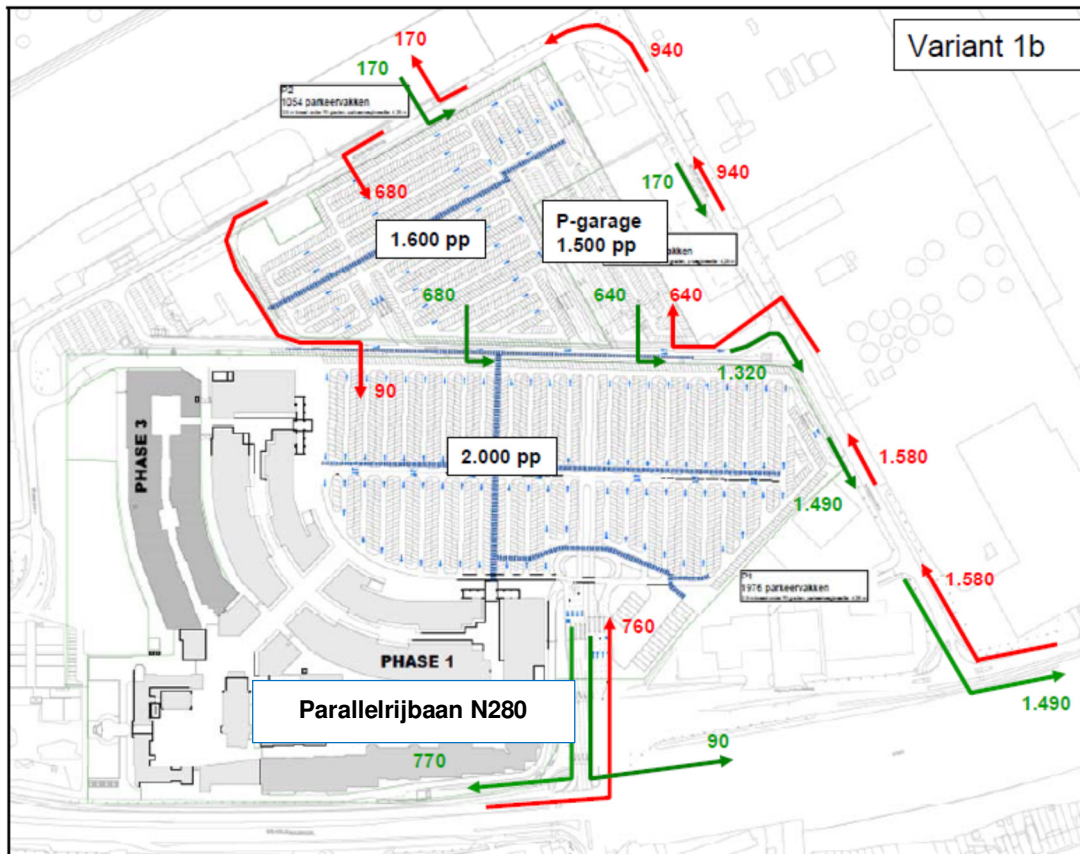 Variant 1b
170
170
940
P2
1054 parkeervakken
680
170
940
1.600 pp
P-garage
1.500 pp
vakken
680
640
640
1.320
90
PHASE 3
2.000 pp
1.580
1.490
P1
1976 parkeervakken
1.580
760
PHASE 1
Parallelrijbaan N280
1.490
90
770